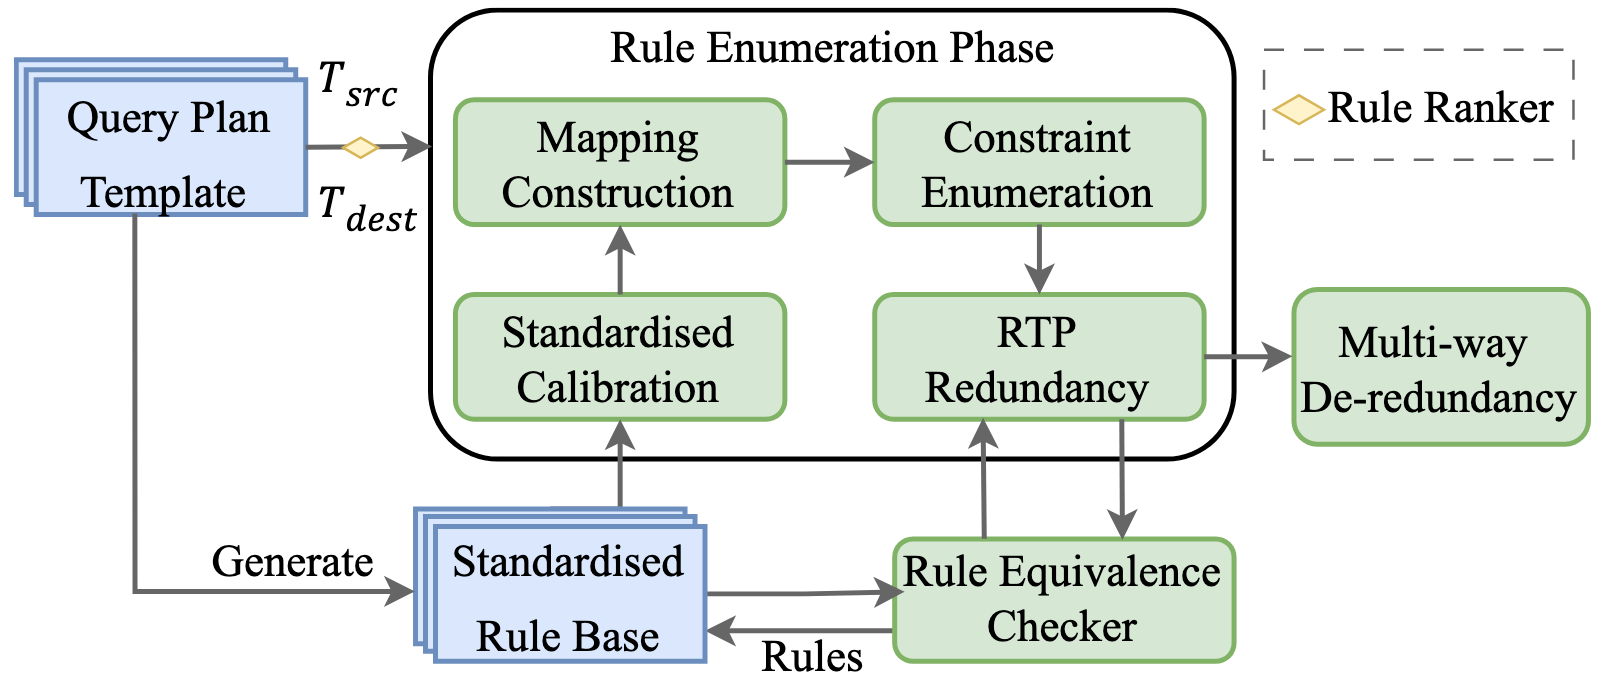 Rule Enumeration Phase
Query Plan
Template
T_src
T_dest
Mapping
Construction
Constraint
Enumeration
Rule Ranker
Standardised
Calibration
RTP
Redundancy
Multi-way
De-redundancy
Generate
Standardised
Rule Base
Rules
Rule Equivalence
Checker